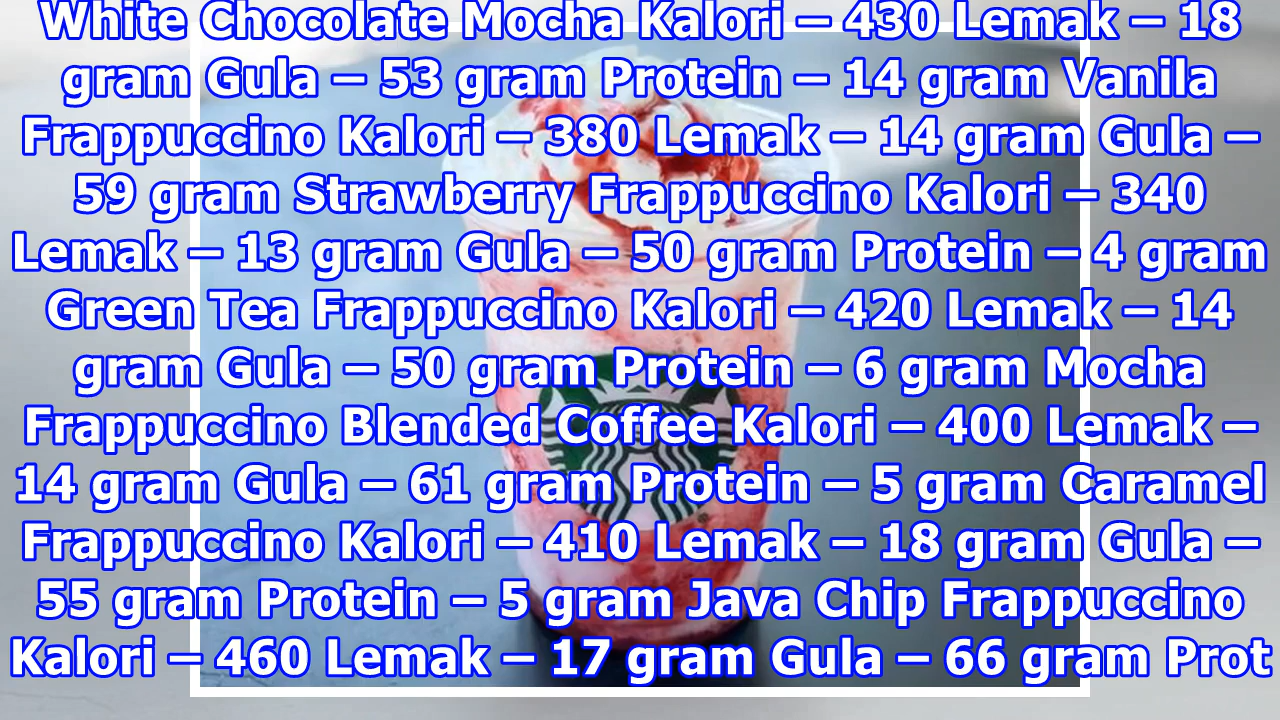 White Chocolate Mocha Kalori – 430 Lemak – 18
gram Gula – 53 gram Protein – 14 gram Vanila
Frappuccino Kalori – 380 Lemak – 14 gram Gula –
59 gram Strawberry Frappuccino Kalori – 340
Lemak – 13 gram Gula – 50 gram Protein – 4 gram
Green Tea Frappuccino Kalori – 420 Lemak – 14
gram Gula – 50 gram Protein – 6 gram Mocha
Frappuccino Blended Coffee Kalori – 400 Lemak –
14 gram Gula – 61 gram Protein – 5 gram Caramel
Frappuccino Kalori – 410 Lemak – 18 gram Gula –
55 gram Protein – 5 gram Java Chip Frappuccino
Kalori – 460 Lemak – 17 gram Gula – 66 gram Prot